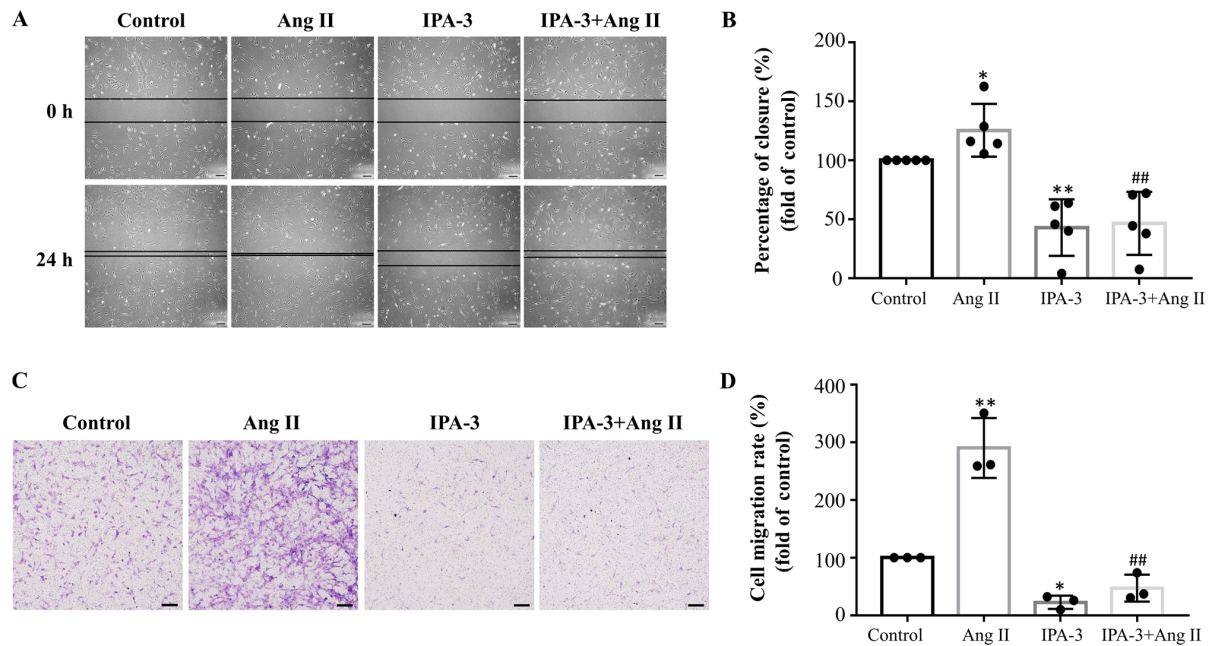 A
Control Ang II IPA-3 IPA-3+Ang II
0 h
24 h
B
Percentage of closure (%)
(fold of control)
200
150
100
50
0
*
**
##
Control Ang II IPA-3 IPA-3+Ang II
C
Control Ang II IPA-3 IPA-3+Ang II
D
Cell migration rate (%)
(fold of control)
400
300
200
100
0
**
*
##
Control Ang II IPA-3 IPA-3+Ang II